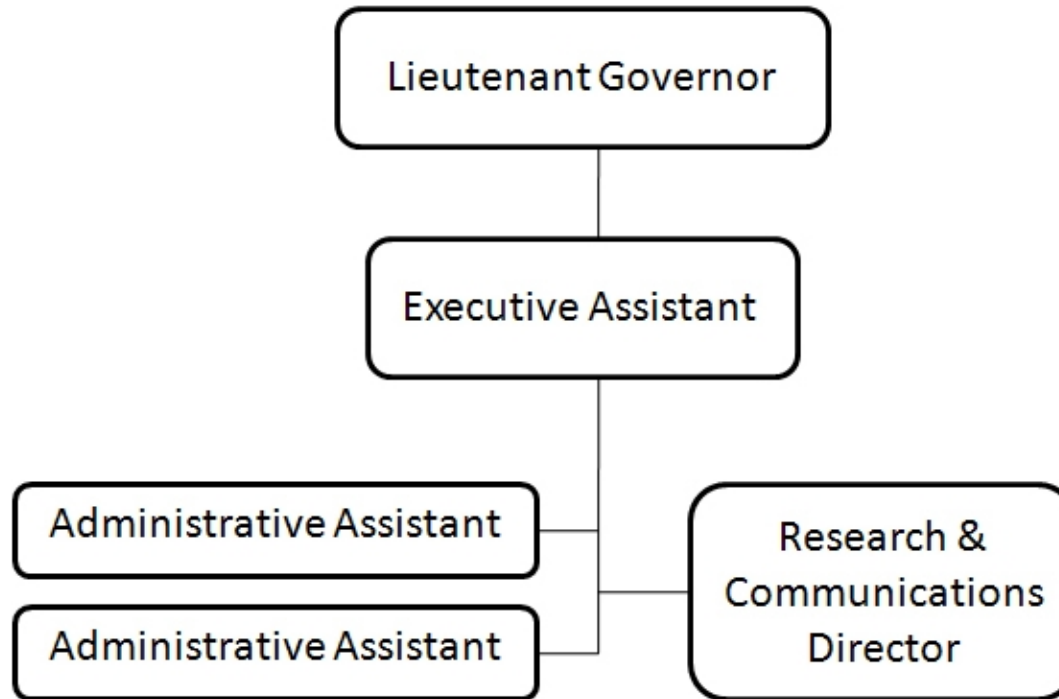 Lieutenant Governor
Executive Assistant
Administrative Assistant
Administrative Assistant
Research &
Communications
Director